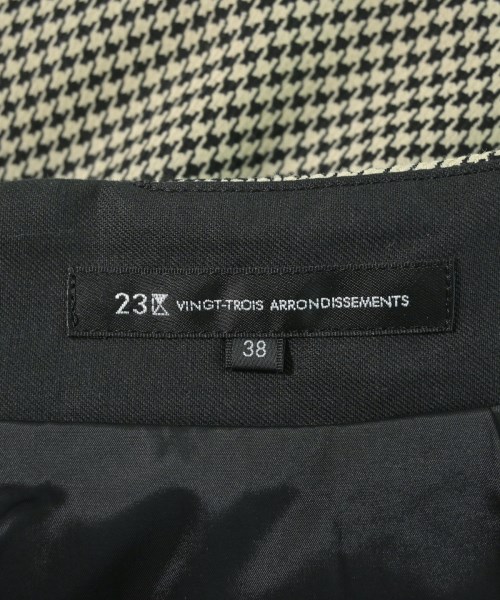 23区 VINGT-TROIS ARRONDISSEMENTS
38